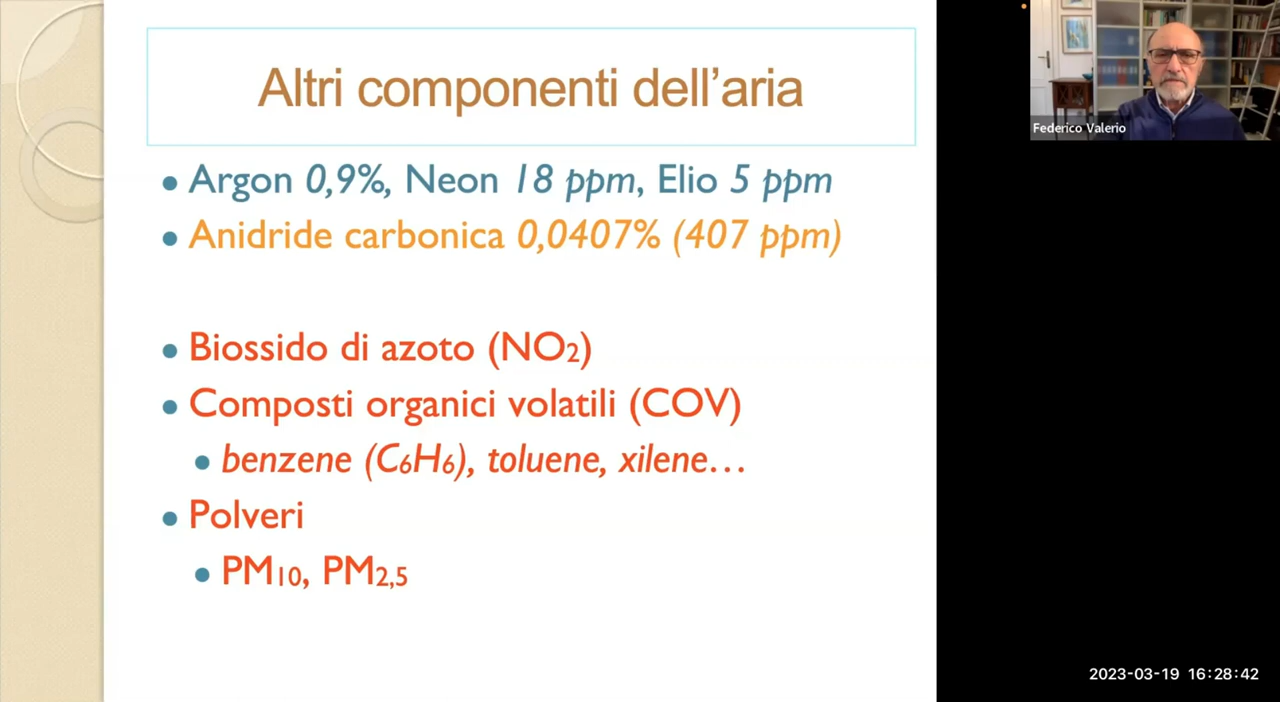 Altri componenti dell’aria
Argon 0,9%, Neon 18 ppm, Elio 5 ppm
Anidride carbonica 0,0407% (407 ppm)
Biossido di azoto (NO2)
Composti organici volatili (COV)
benzene (C6H6), toluene, xilene…
Polveri
PM10, PM2,5
Federico Valerio
2023-03-19 16:28:42